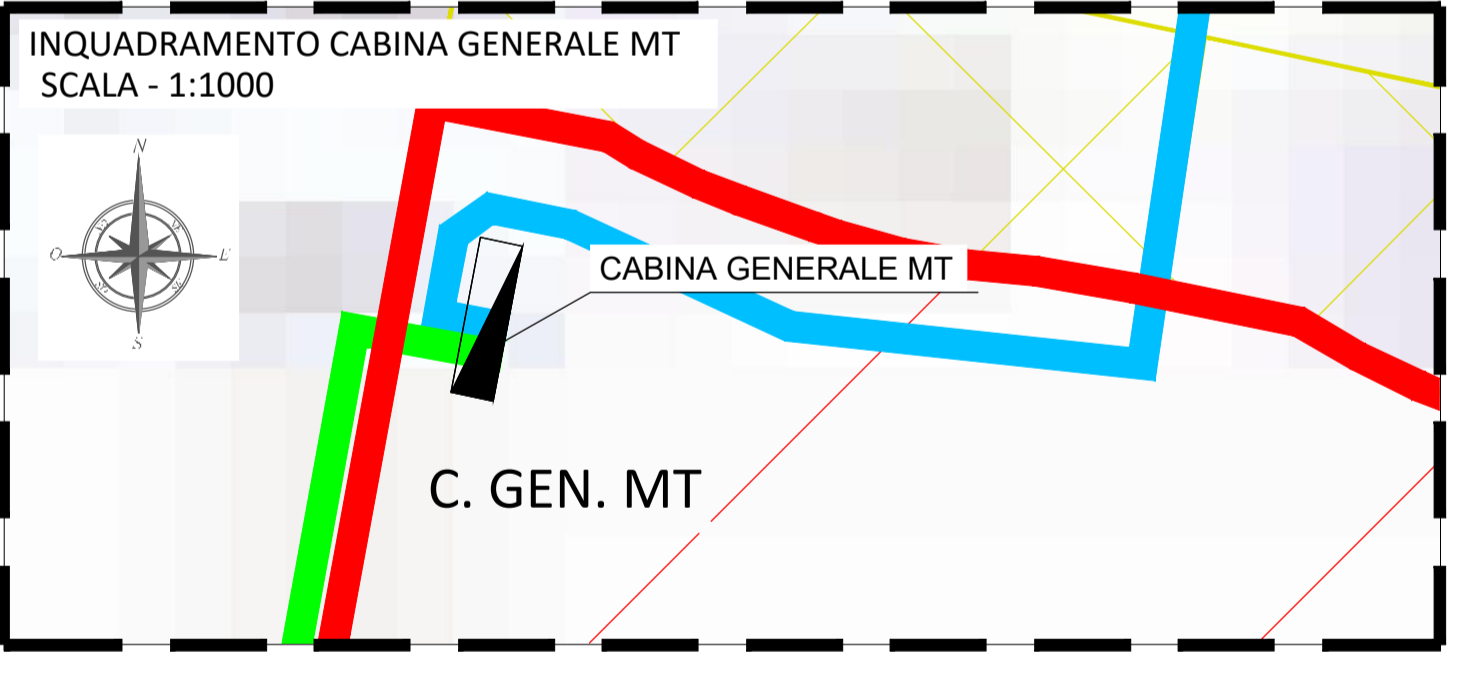 INQUADRAMENTO CABINA GENERALE MT
SCALA - 1:1000
N
O
E
S
CABINA GENERALE MT
C. GEN. MT